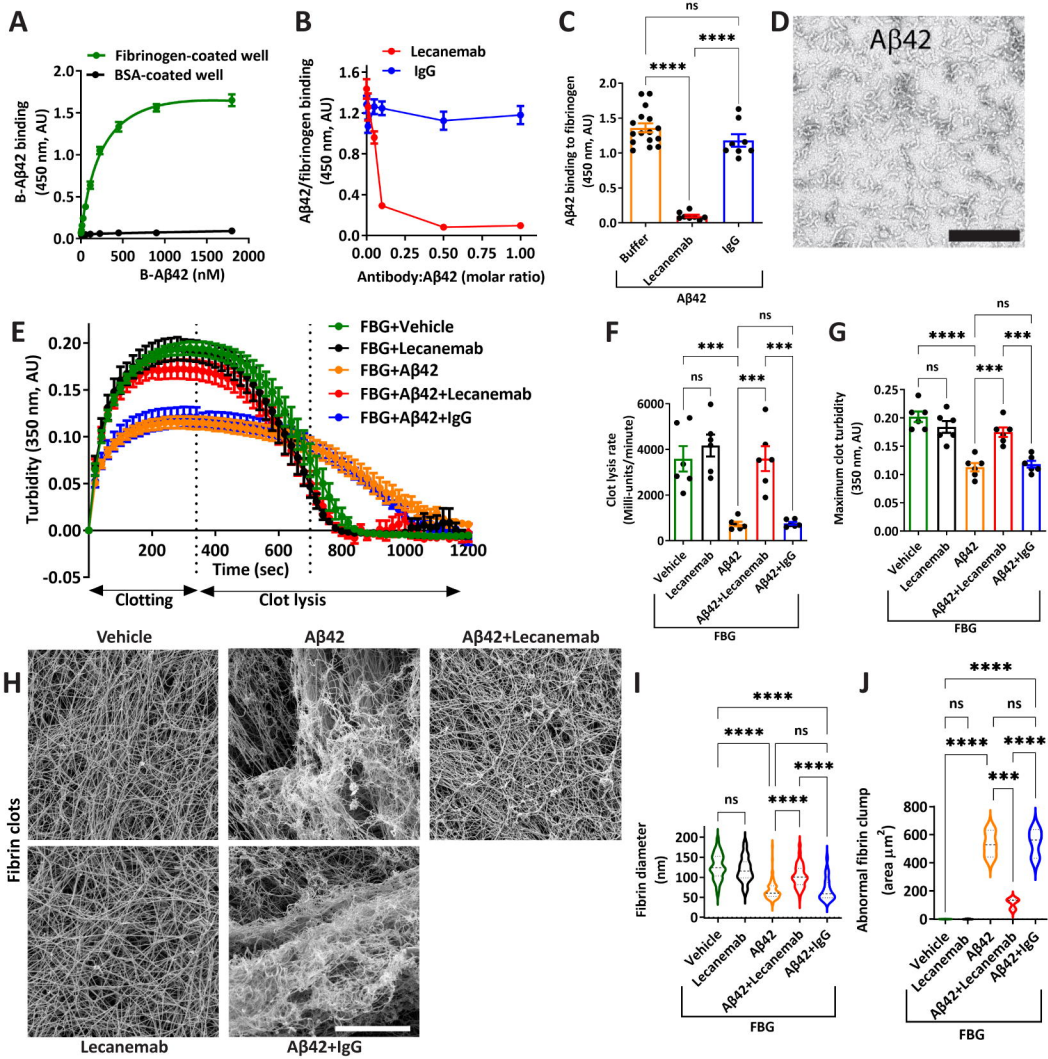 A
Fibrinogen-coated well
BSA-coated well
B-Aβ42 binding
(450 nm, AU)
2.0
1.5
1.0
0.5
0.0
0 400 800 1200 1600 2000
B-Aβ42 (nM)
B
Lecanemab
IgG
Aβ42/fibrinogen binding
(450 nm, AU)
1.6
1.2
0.8
0.4
0.0
0.00 0.25 0.50 0.75 1.00
Antibody:Aβ42 (molar ratio)
C
ns
**** ****
Aβ42 binding to fibrinogen
(450 nm, AU)
2.0
1.5
1.0
0.5
0.0
Buffer
Lecanemab
IgG
Aβ42
D
Aβ42
E
FBG+Vehicle
FBG+Lecanemab
FBG+Aβ42
FBG+Aβ42+Lecanemab
FBG+Aβ42+IgG
Turbidity (350 nm, AU)
0.20
0.15
0.10
0.05
0.00
-0.05
200 400 600 800 1000 1200
Time (sec)
Clotting
Clot lysis
F
ns
*** ***
ns ***
Clot lysis rate
(Milli-units/minute)
6000
4000
2000
0
Vehicle
Lecanemab
Aβ42
Aβ42+Lecanemab
Aβ42+IgG
FBG
G
ns
**** ***
ns ***
Maximum clot turbidity
(350 nm, AU)
0.25
0.20
0.15
0.10
0.05
0.00
Vehicle
Lecanemab
Aβ42
Aβ42+Lecanemab
Aβ42+IgG
FBG
H
Fibrin clots
Vehicle
Aβ42
Aβ42+Lecanemab
Lecanemab
Aβ42+IgG
I
****
**** ns
****
ns ****
Fibrin diameter
(nm)
200
150
100
50
0
Vehicle
Lecanemab
Aβ42
Aβ42+Lecanemab
Aβ42+IgG
FBG
J
****
ns ns
**** ****
***
Abnormal fibrin clump
(area μm²)
800
600
400
200
0
Vehicle
Lecanemab
Aβ42
Aβ42+Lecanemab
Aβ42+IgG
FBG